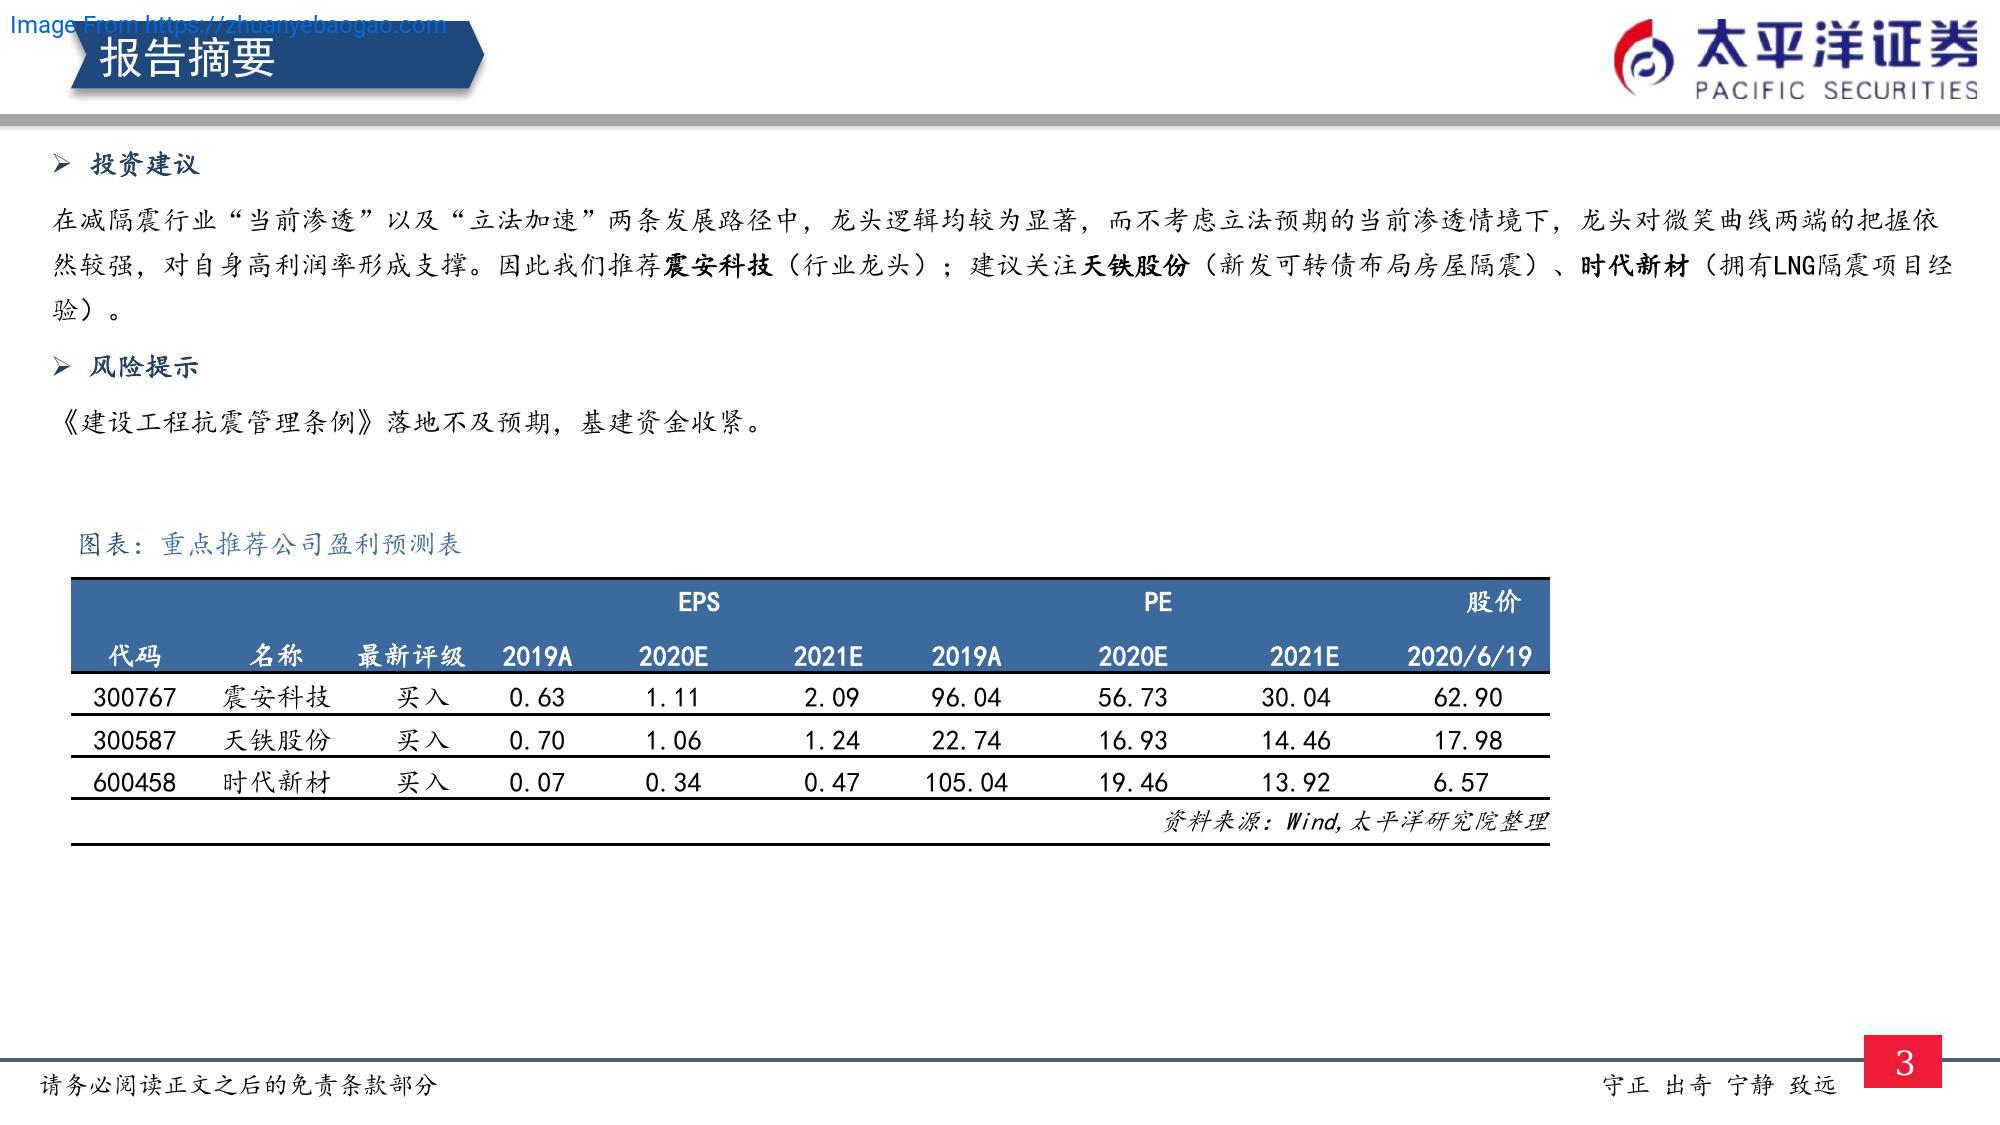 Image From https://zhuanyebaogao.com
报告摘要
太平洋证券
PACIFIC SECURITIES
➢ 投资建议
在减隔震行业“当前渗透”以及“立法加速”两条发展路径中，龙头逻辑均较为显著，而不考虑立法预期的当前渗透情境下，龙头对微笑曲线两端的把握依
然较强，对自身高利润率形成支撑。因此我们推荐震安科技（行业龙头）；建议关注天铁股份（新发可转债布局房屋隔震）、时代新材（拥有LNG隔震项目经
验）。
➢ 风险提示
《建设工程抗震管理条例》落地不及预期，基建资金收紧。
图表：重点推荐公司盈利预测表
EPS PE 股价
代码 名称 最新评级 2019A 2020E 2021E 2019A 2020E 2021E 2020/6/19
300767 震安科技 买入 0.63 1.11 2.09 96.04 56.73 30.04 62.90
300587 天铁股份 买入 0.70 1.06 1.24 22.74 16.93 14.46 17.98
600458 时代新材 买入 0.07 0.34 0.47 105.04 19.46 13.92 6.57
资料来源：Wind,太平洋研究院整理
请务必阅读正文之后的免责条款部分
守正 出奇 宁静 致远
3